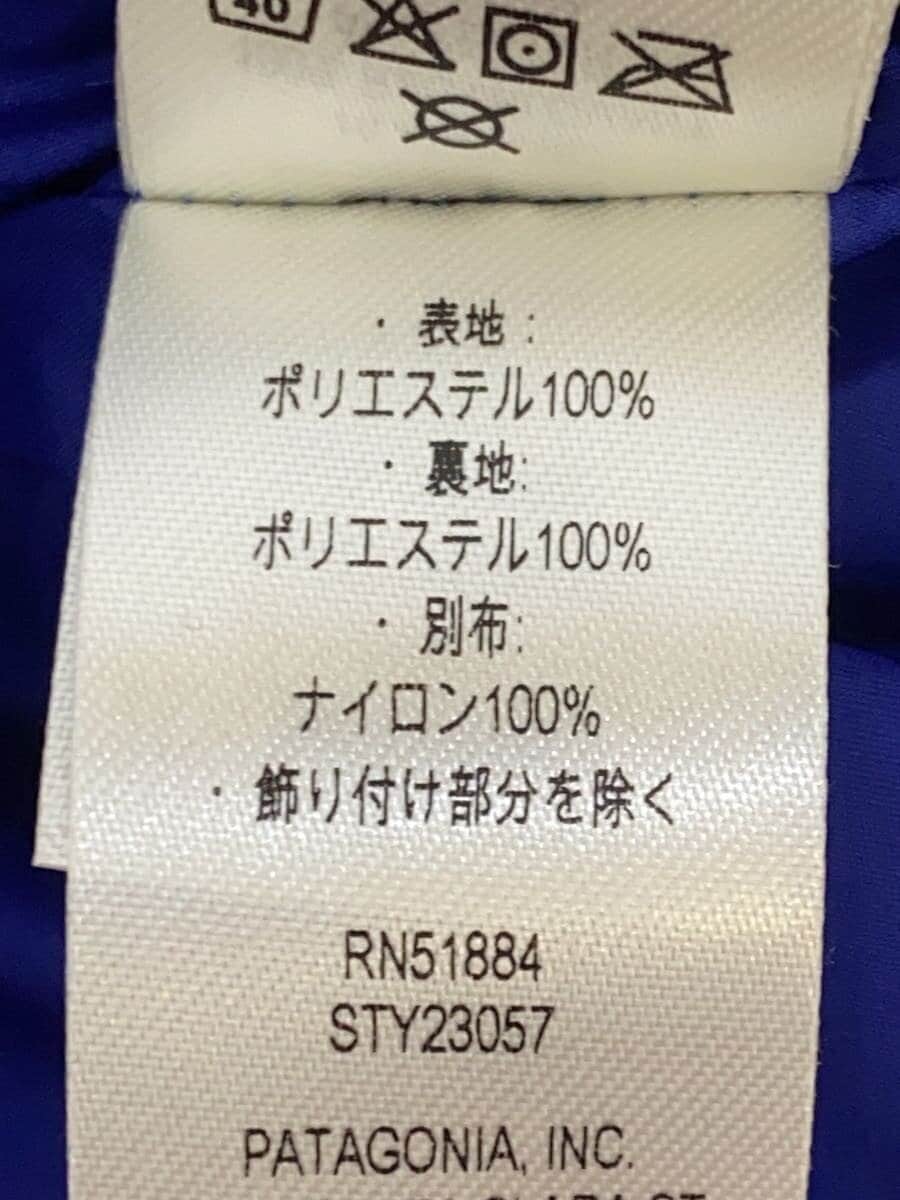 40
・表地:
ポリエステル100%
・裏地:
ポリエステル100%
・別布:
ナイロン100%
・飾り付け部分を除く
RN51884
STY23057
PATAGONIA, INC.